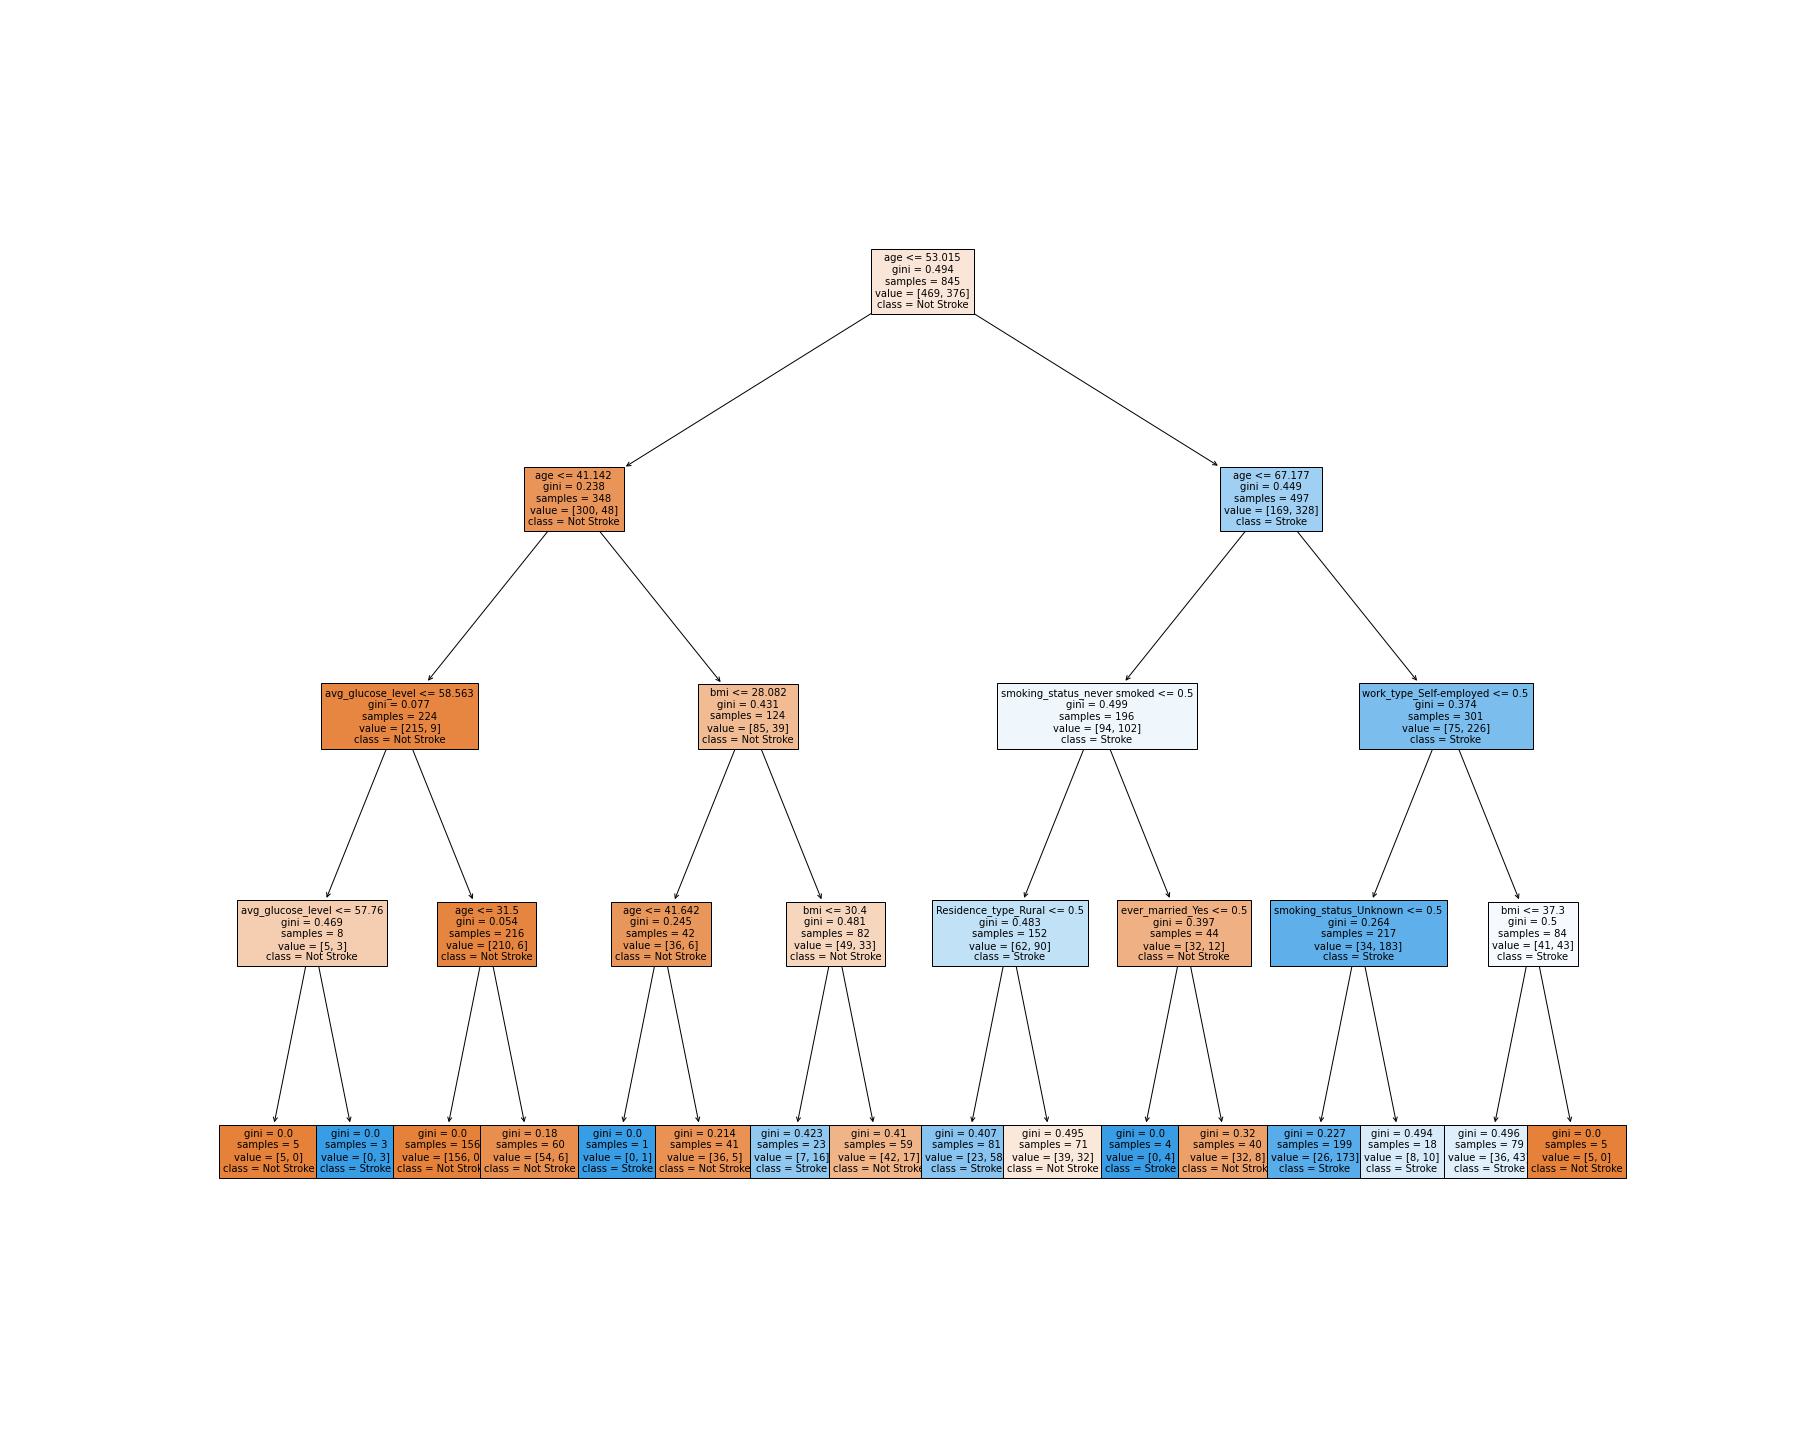 age <= 53.015
gini = 0.494
samples = 845
value = [469, 376]
class = Not Stroke
age <= 41.142
gini = 0.238
samples = 348
value = [300, 48]
class = Not Stroke
age <= 67.177
gini = 0.449
samples = 497
value = [169, 328]
class = Stroke
avg_glucose_level <= 58.563
gini = 0.077
samples = 224
value = [215, 9]
class = Not Stroke
bmi <= 28.082
gini = 0.431
samples = 124
value = [85, 39]
class = Not Stroke
smoking_status_never smoked <= 0.5
gini = 0.499
samples = 196
value = [94, 102]
class = Stroke
work_type_Self-employed <= 0.5
gini = 0.374
samples = 301
value = [75, 226]
class = Stroke
avg_glucose_level <= 57.76
gini = 0.469
samples = 8
value = [5, 3]
class = Not Stroke
age <= 31.5
gini = 0.054
samples = 216
value = [210, 6]
class = Not Stroke
age <= 41.642
gini = 0.245
samples = 42
value = [36, 6]
class = Not Stroke
bmi <= 30.4
gini = 0.481
samples = 82
value = [49, 33]
class = Not Stroke
Residence_type_Rural <= 0.5
gini = 0.483
samples = 152
value = [62, 90]
class = Stroke
ever_married_Yes <= 0.5
gini = 0.397
samples = 44
value = [32, 12]
class = Not Stroke
smoking_status_Unknown <= 0.5
gini = 0.264
samples = 217
value = [34, 183]
class = Stroke
bmi <= 37.3
gini = 0.5
samples = 84
value = [41, 43]
class = Stroke
gini = 0.0
samples = 5
value = [5, 0]
class = Not Stroke
gini = 0.0
samples = 3
value = [0, 3]
class = Stroke
gini = 0.0
samples = 156
value = [156, 0
class = Not Strok
gini = 0.18
samples = 60
value = [54, 6]
class = Not Stroke
gini = 0.0
samples = 1
value = [0, 1]
class = Stroke
gini = 0.214
samples = 41
value = [36, 5]
class = Not Stroke
gini = 0.423
samples = 23
value = [7, 16]
class = Stroke
gini = 0.41
samples = 59
value = [42, 17]
class = Not Stroke
gini = 0.407
samples = 81
value = [23, 58
class = Stroke
gini = 0.495
samples = 71
value = [39, 32]
class = Not Stroke
gini = 0.0
samples = 4
value = [0, 4]
class = Stroke
gini = 0.32
samples = 40
value = [32, 8]
class = Not Strok
gini = 0.227
samples = 199
value = [26, 173]
class = Stroke
gini = 0.494
samples = 18
value = [8, 10]
class = Stroke
gini = 0.496
samples = 79
value = [36, 43
class = Stroke
gini = 0.0
samples = 5
value = [5, 0]
class = Not Stroke